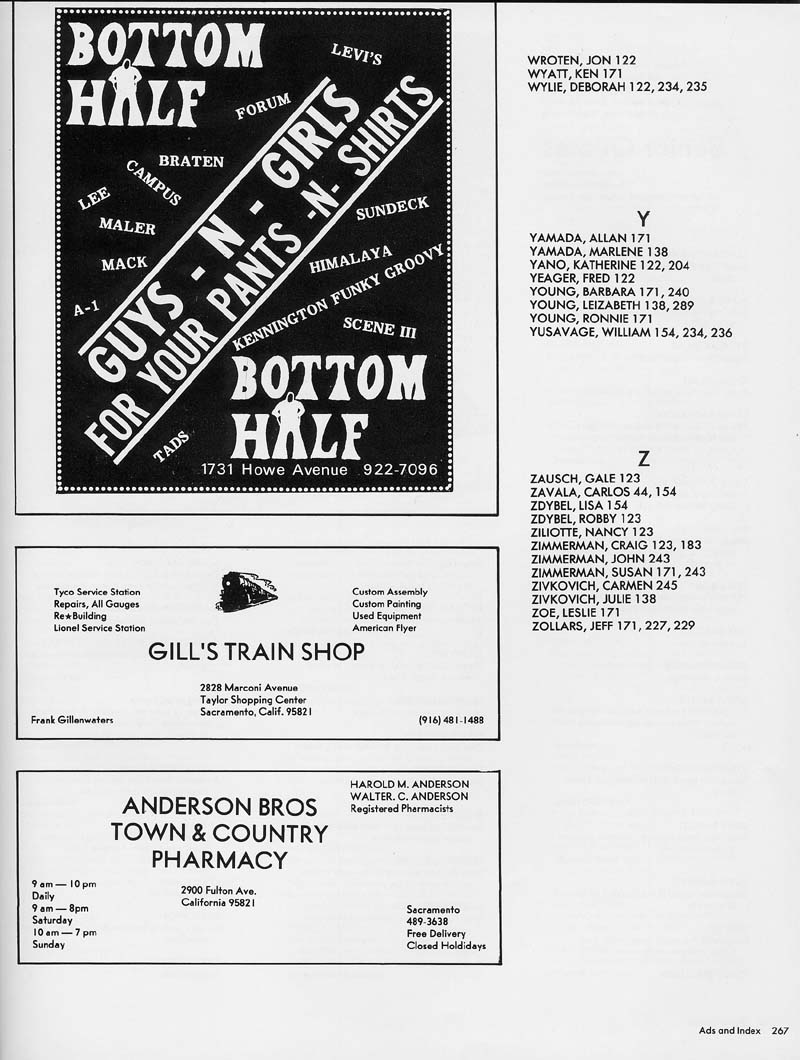 BOTTOM
HALF
LEVI'S
FORUM
BRATEN
CAMPUS
LEE
MALER
MACK
A-1
GUYS - N - GIRLS
FOR YOUR PANTS -N- SHIRTS
SUNDECK
HIMALAYA
KENNINGTON FUNKY GROOVY
SCENE III
TADS
BOTTOM
HALF
1731 Howe Avenue 922-7096
Tyco Service Station
Repairs, All Gauges
Re★Building
Lionel Service Station
Custom Assembly
Custom Painting
Used Equipment
American Flyer
GILL'S TRAIN SHOP
2828 Marconi Avenue
Taylor Shopping Center
Sacramento, Calif. 95821
Frank Gillenwaters
(916) 481-1488
HAROLD M. ANDERSON
WALTER. C. ANDERSON
Registered Pharmacists
ANDERSON BROS
TOWN & COUNTRY
PHARMACY
9 am — 10 pm
Daily
9 am — 8pm
Saturday
10 am — 7 pm
Sunday
2900 Fulton Ave.
California 95821
Sacramento
489-3638
Free Delivery
Closed Holdidays
WROTEN, JON 122
WYATT, KEN 171
WYLIE, DEBORAH 122, 234, 235
Y
YAMADA, ALLAN 171
YAMADA, MARLENE 138
YANO, KATHERINE 122, 204
YEAGER, FRED 122
YOUNG, BARBARA 171, 240
YOUNG, LEIZABETH 138, 289
YOUNG, RONNIE 171
YUSAVAGE, WILLIAM 154, 234, 236
Z
ZAUSCH, GALE 123
ZAVALA, CARLOS 44, 154
ZDYBEL, LISA 154
ZDYBEL, ROBBY 123
ZILIOTTE, NANCY 123
ZIMMERMAN, CRAIG 123, 183
ZIMMERMAN, JOHN 243
ZIMMERMAN, SUSAN 171, 243
ZIVKOVICH, CARMEN 245
ZIVKOVICH, JULIE 138
ZOE, LESLIE 171
ZOLLARS, JEFF 171, 227, 229
Ads and Index 267